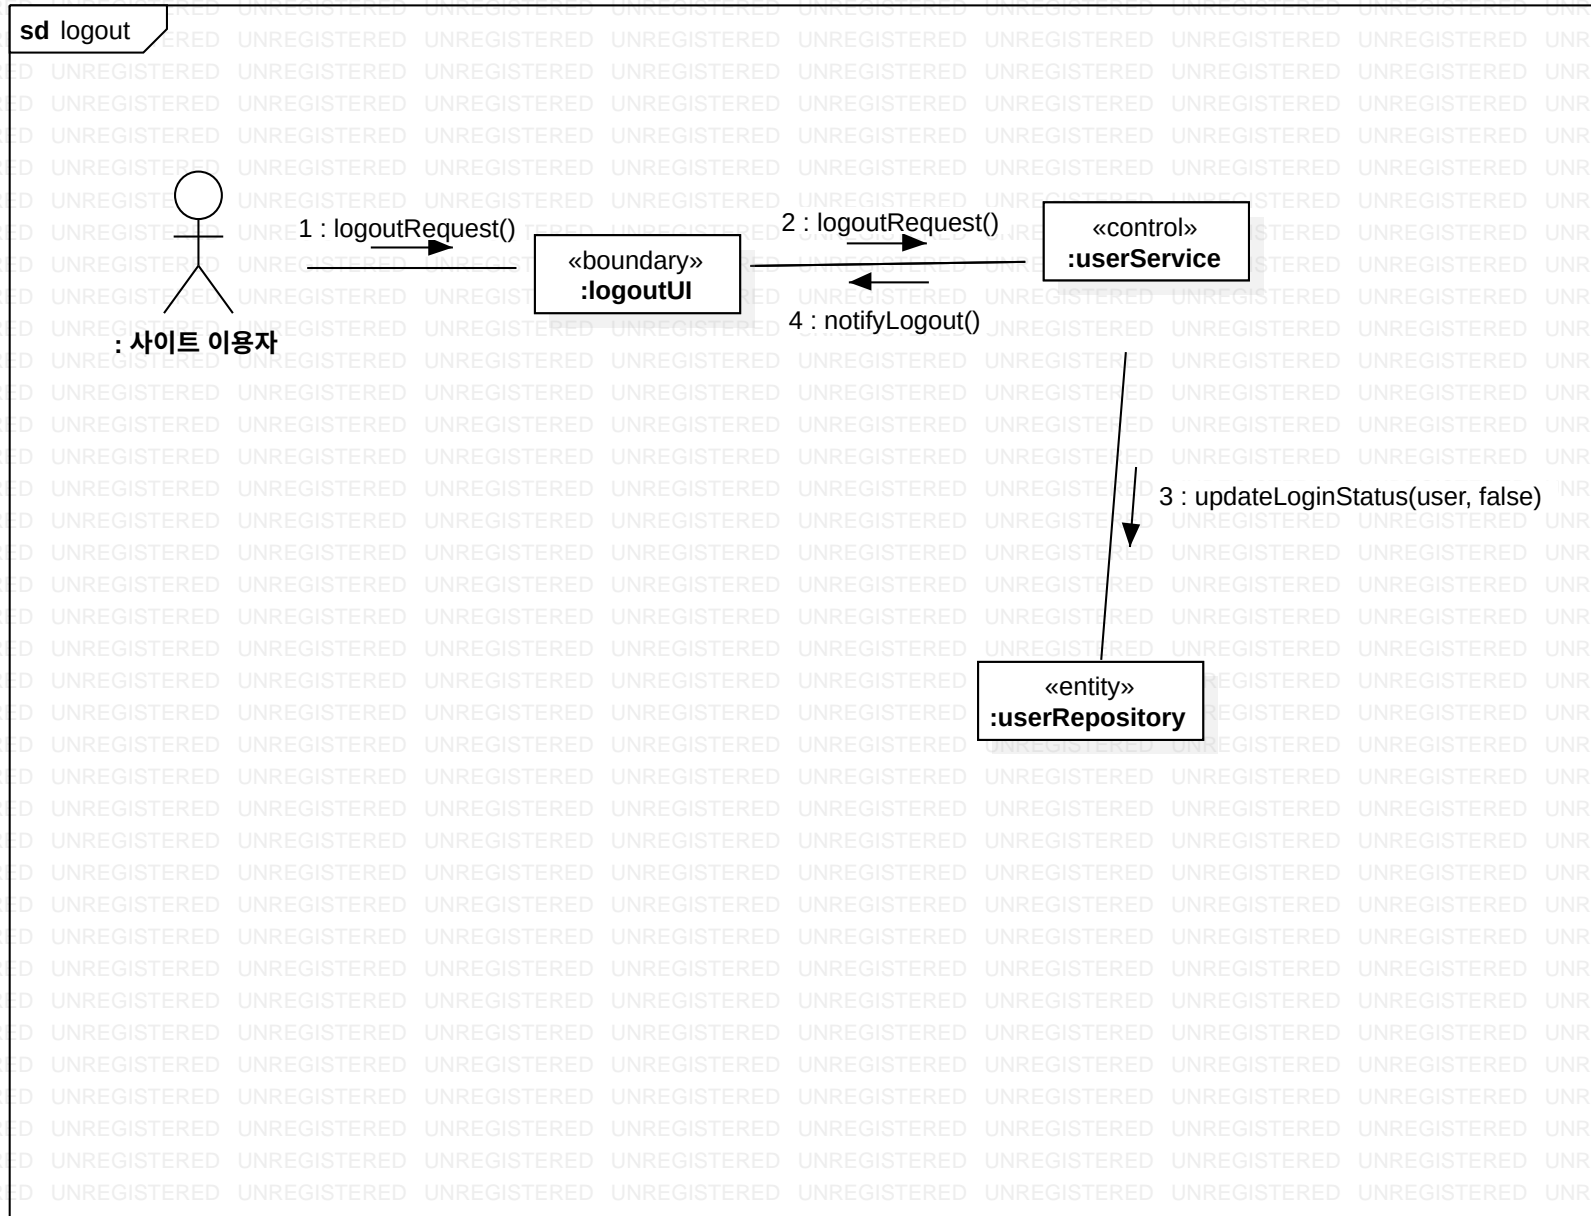 sd logout
1 : logoutRequest()
2 : logoutRequest()
«control»
:userService
«boundary»
:logoutUI
4 : notifyLogout()
: 사이트 이용자
3 : updateLoginStatus(user, false)
«entity»
:userRepository
UNREGISTERED